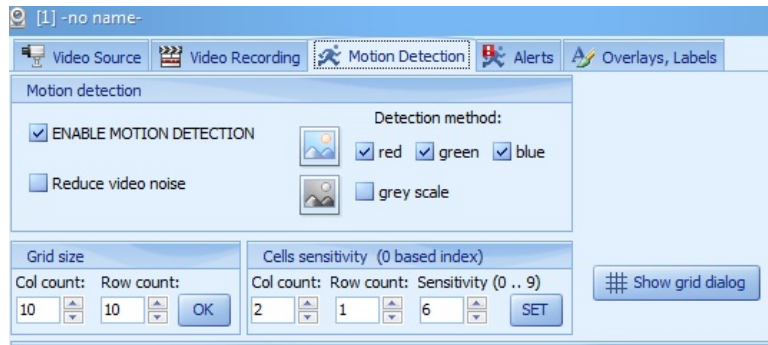 [1] -no name-
Video Source Video Recording Motion Detection Alerts Overlays, Labels
Motion detection
Detection method:
ENABLE MOTION DETECTION
red green blue
Reduce video noise
grey scale
Grid size
Col count: Row count:
10 10 OK
Cells sensitivity (0 based index)
Col count: Row count: Sensitivity (0 .. 9)
2 1 6 SET
Show grid dialog